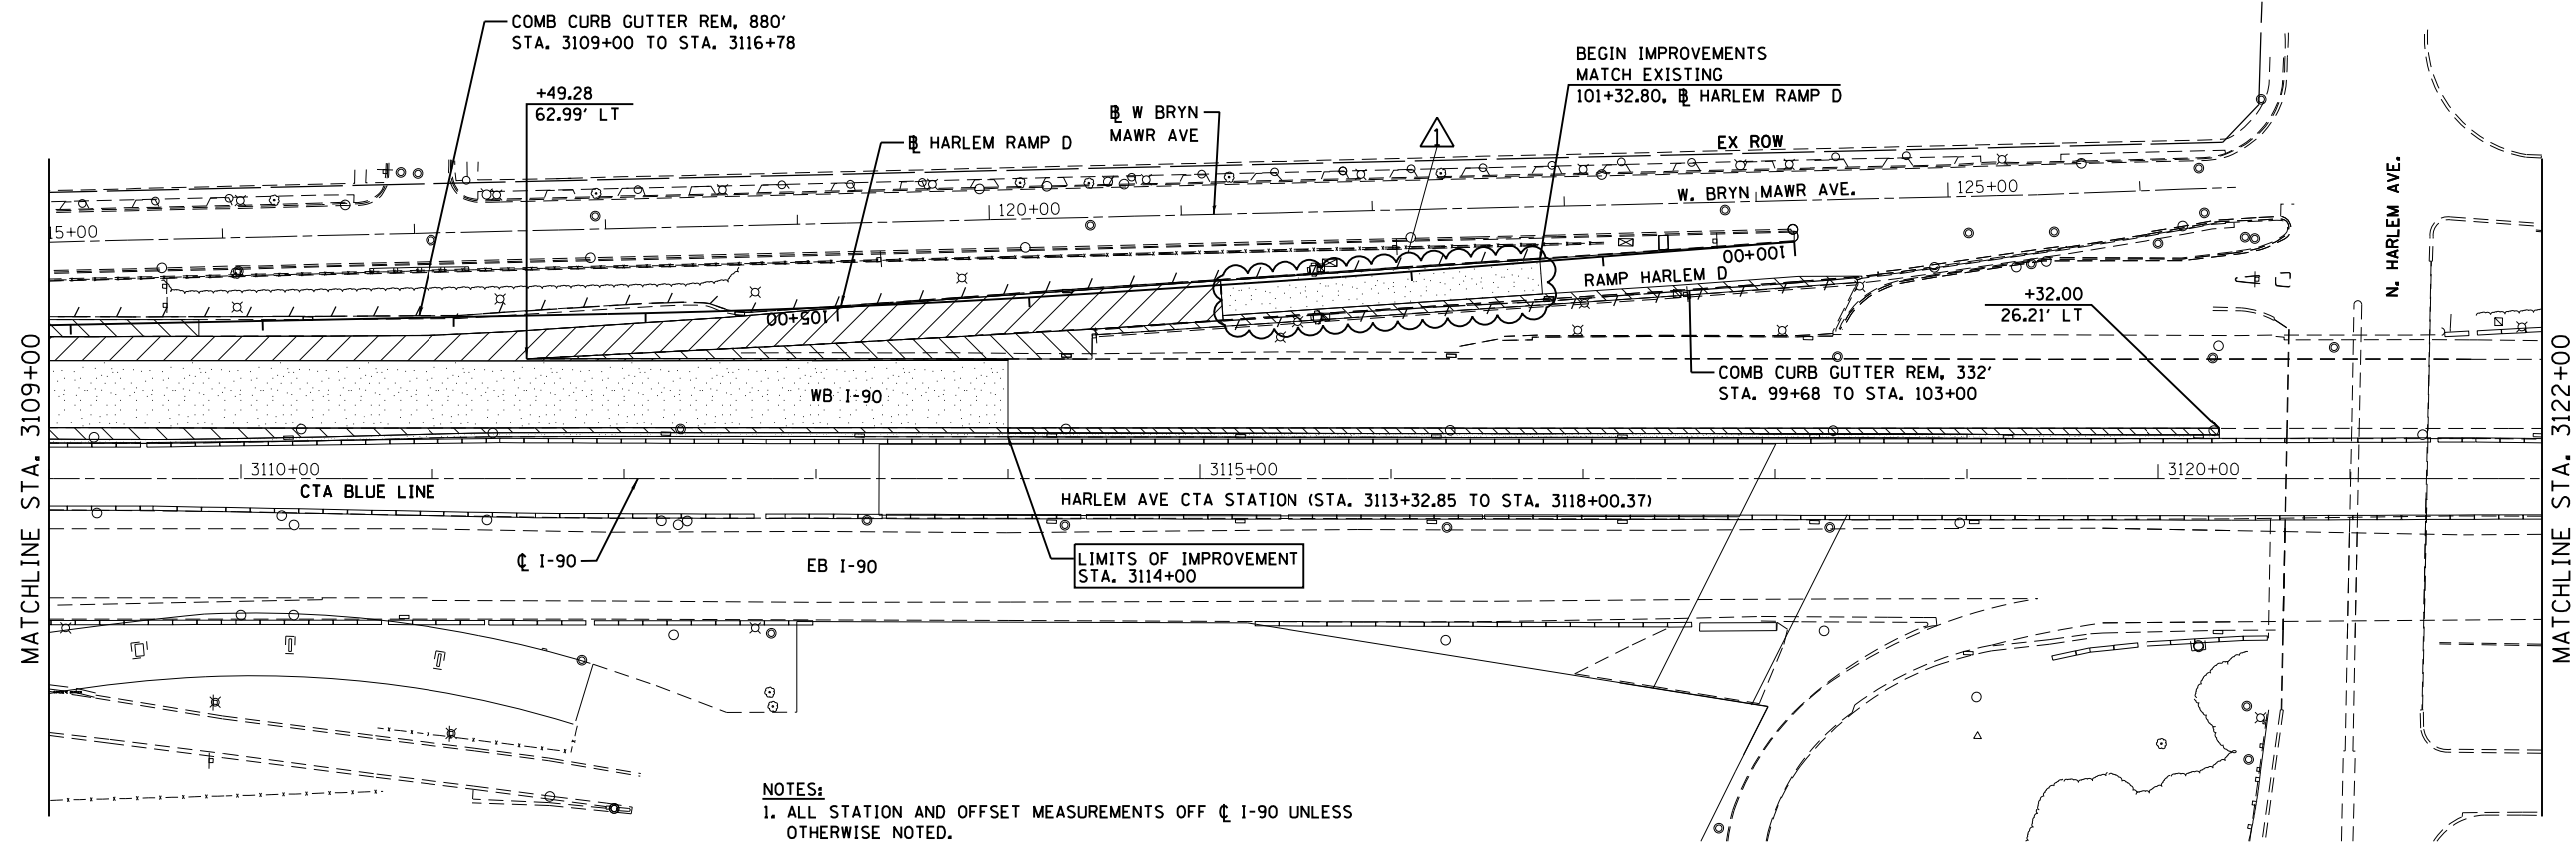 COMB CURB GUTTER REM, 880'
STA. 3109+00 TO STA. 3116+78
+49.28
62.99' LT
BEGIN IMPROVEMENTS
MATCH EXISTING
101+32.80, ⅊ HARLEM RAMP D
⅊ W BRYN
MAWR AVE
⅊ HARLEM RAMP D
1
EX ROW
W. BRYN MAWR AVE.
125+00
120+00
15+00
N. HARLEM AVE.
100+00
RAMP HARLEM D
105+00
+32.00
26.21' LT
COMB CURB GUTTER REM, 332'
STA. 99+68 TO STA. 103+00
WB I-90
MATCHLINE STA. 3109+00
MATCHLINE STA. 3122+00
3110+00
3115+00
3120+00
CTA BLUE LINE
HARLEM AVE CTA STATION (STA. 3113+32.85 TO STA. 3118+00.37)
℄ I-90
EB I-90
LIMITS OF IMPROVEMENT
STA. 3114+00
NOTES:
1. ALL STATION AND OFFSET MEASUREMENTS OFF ℄ I-90 UNLESS
OTHERWISE NOTED.